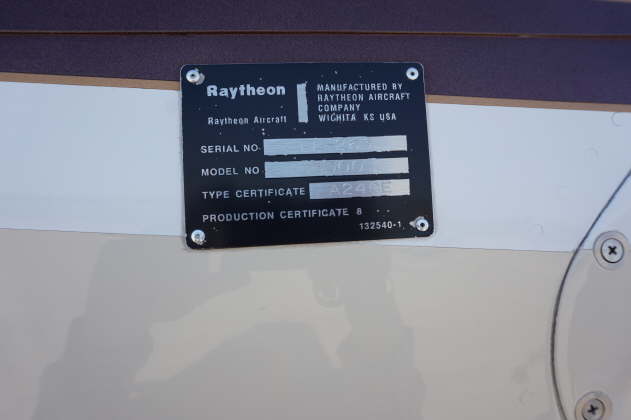 Raytheon
Raytheon Aircraft
MANUFACTURED BY
RAYTHEON AIRCRAFT
COMPANY
WICHITA KS USA
SERIAL NO
MODEL NO
TYPE CERTIFICATE A24CE
PRODUCTION CERTIFICATE 8
132540-1